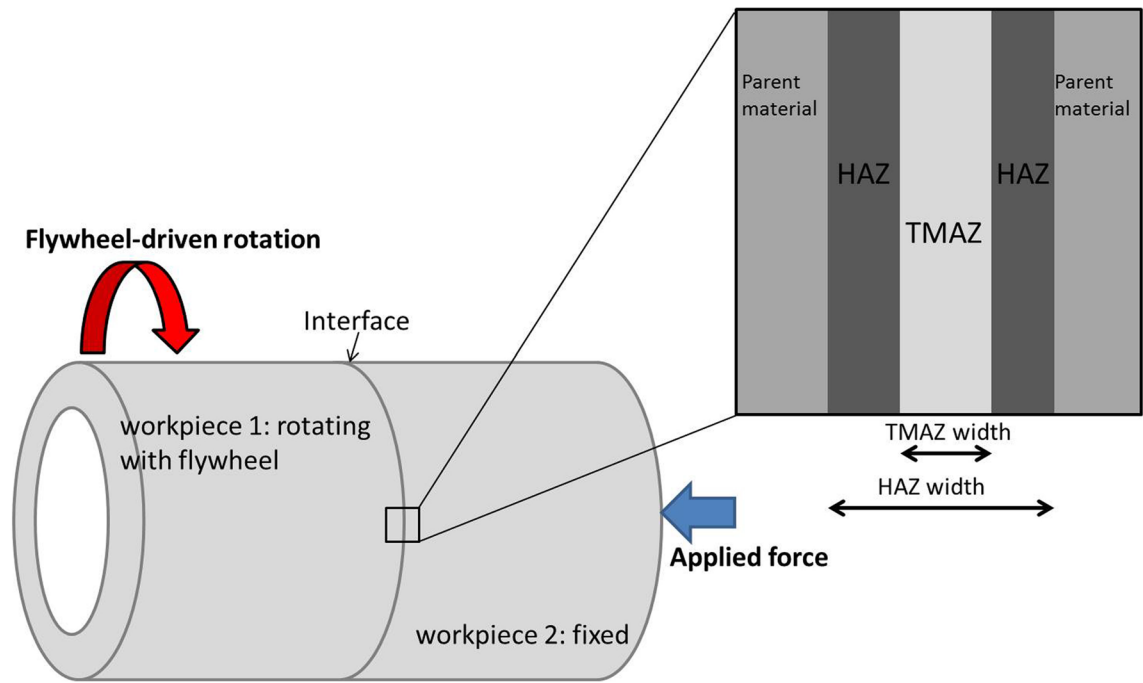 Parent
material
Parent
material
HAZ
HAZ
TMAZ
Flywheel-driven rotation
Interface
workpiece 1: rotating
with flywheel
TMAZ width
HAZ width
Applied force
workpiece 2: fixed